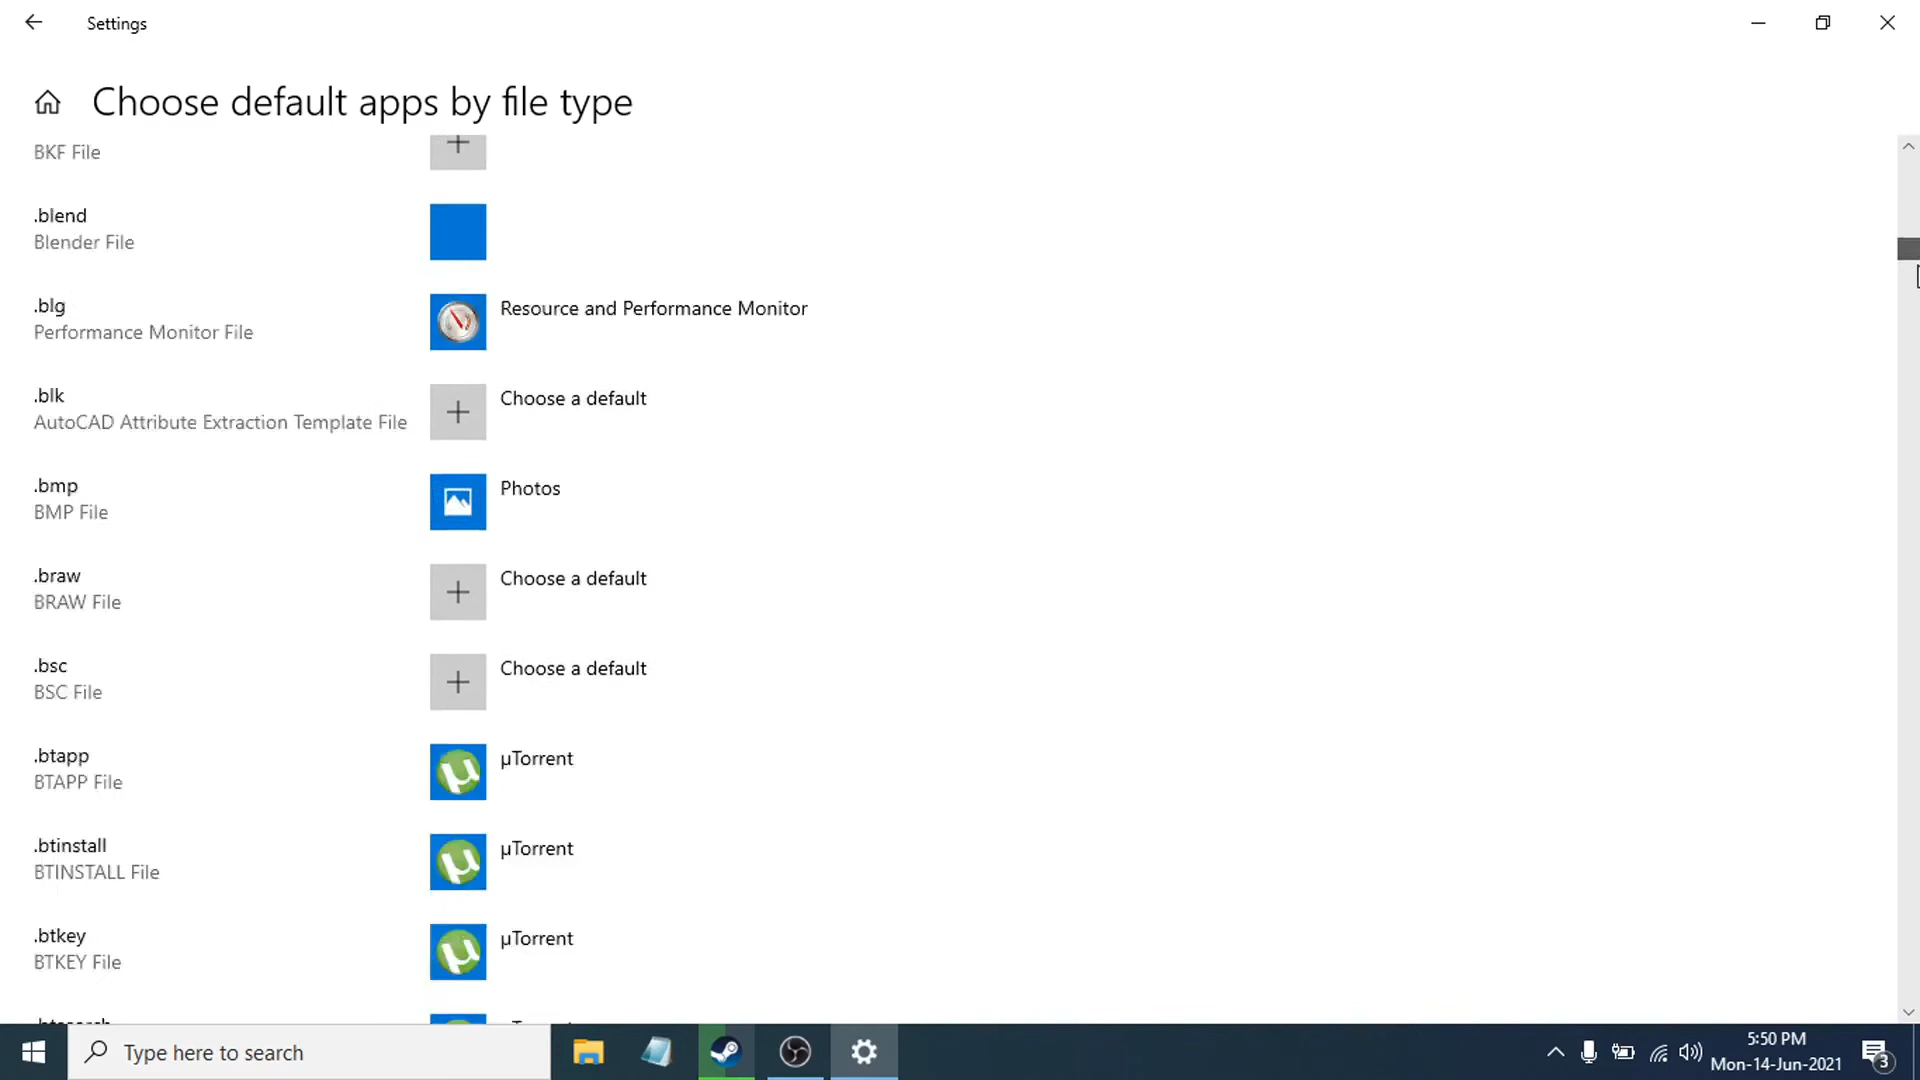 Settings
Choose default apps by file type
BKF File
.blend
Blender File
.blg
Performance Monitor File
Resource and Performance Monitor
.blk
AutoCAD Attribute Extraction Template File
Choose a default
.bmp
BMP File
Photos
.braw
BRAW File
Choose a default
.bsc
BSC File
Choose a default
.btapp
BTAPP File
µTorrent
.btinstall
BTINSTALL File
µTorrent
.btkey
BTKEY File
µTorrent
Type here to search
5:50 PM
Mon-14-Jun-2021
3